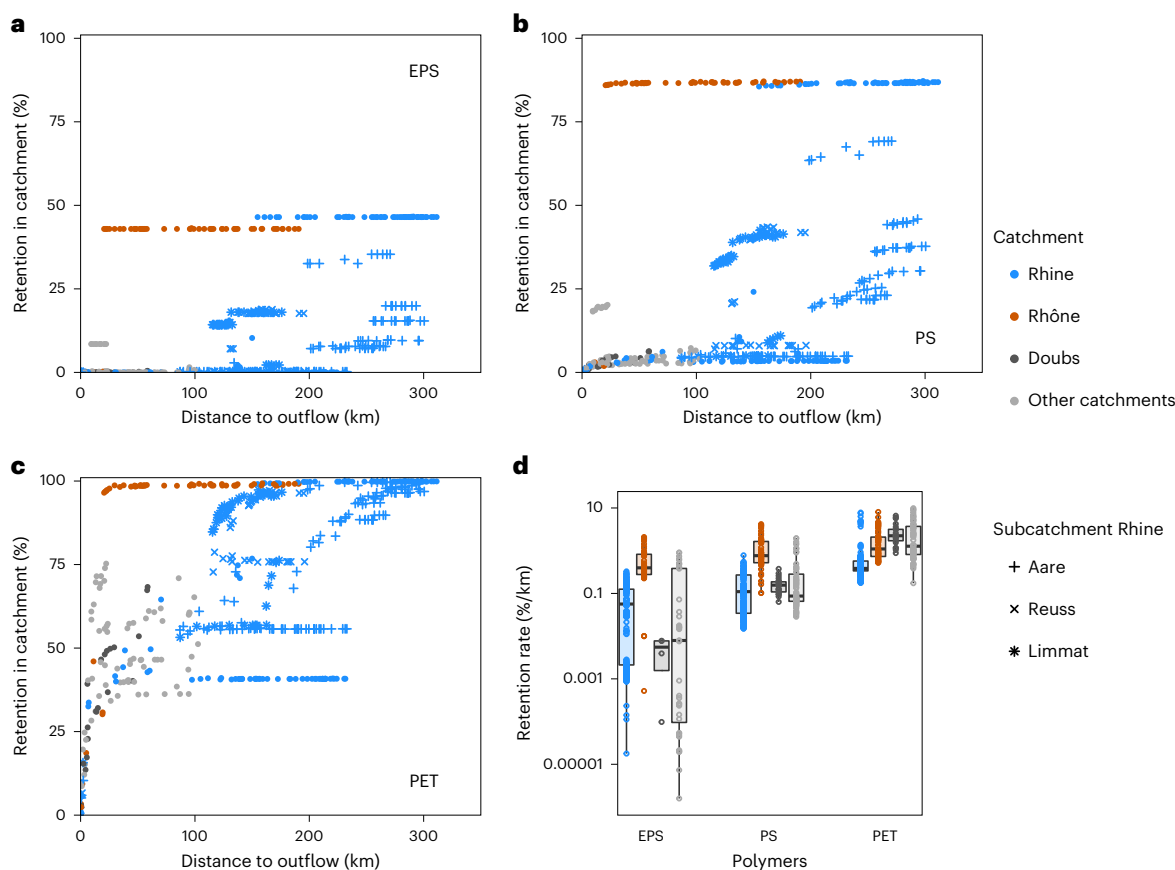 a
100
75
50
25
0
Retention in catchment (%)
EPS
0 100 200 300
Distance to outflow (km)
b
100
75
50
25
0
Retention in catchment (%)
PS
0 100 200 300
Distance to outflow (km)
Catchment
Rhine
Rhône
Doubs
Other catchments
c
100
75
50
25
0
Retention in catchment (%)
PET
0 100 200 300
Distance to outflow (km)
d
10
0.1
0.001
0.00001
Retention rate (%/km)
EPS PS PET
Polymers
Subcatchment Rhine
Aare
Reuss
Limmat